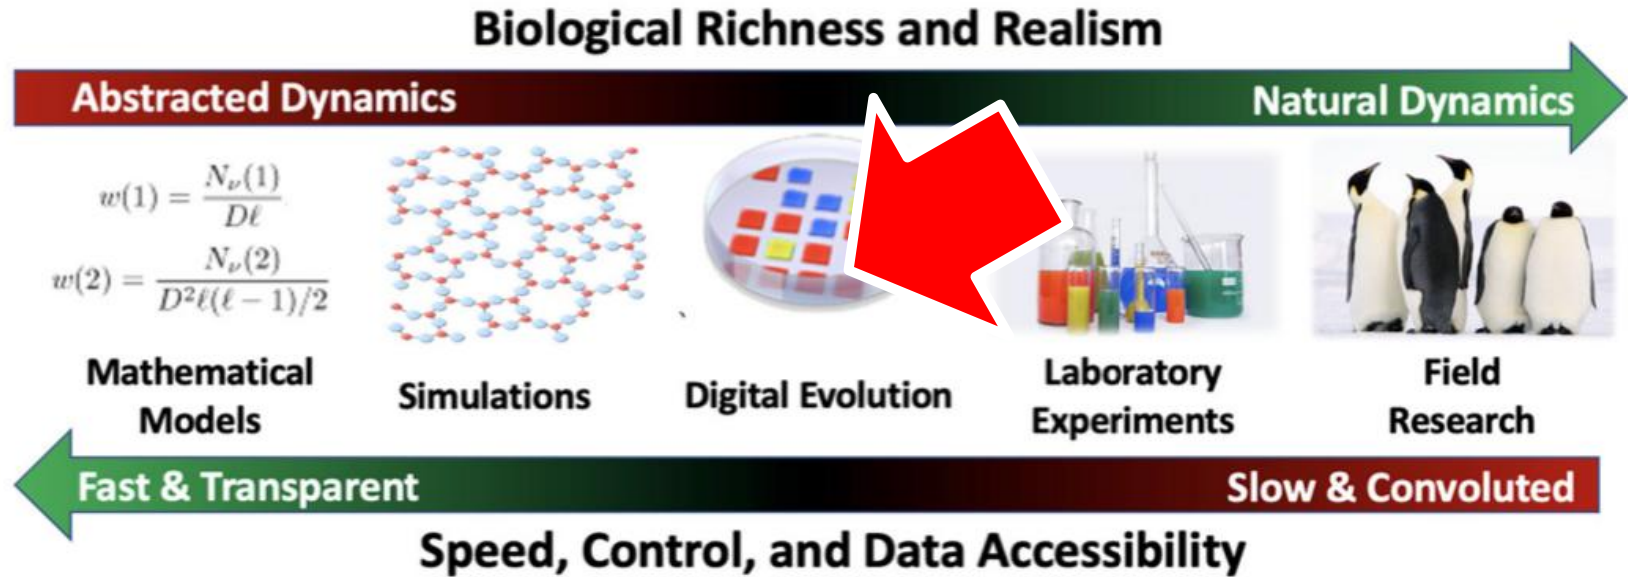 Biological Richness and Realism
Abstracted Dynamics
Natural Dynamics
w(1) = Nν(1) / Dℓ
w(2) = Nν(2) / D²ℓ(ℓ − 1)/2
Mathematical
Models
Simulations
Digital Evolution
Laboratory
Experiments
Field
Research
Fast & Transparent
Slow & Convoluted
Speed, Control, and Data Accessibility